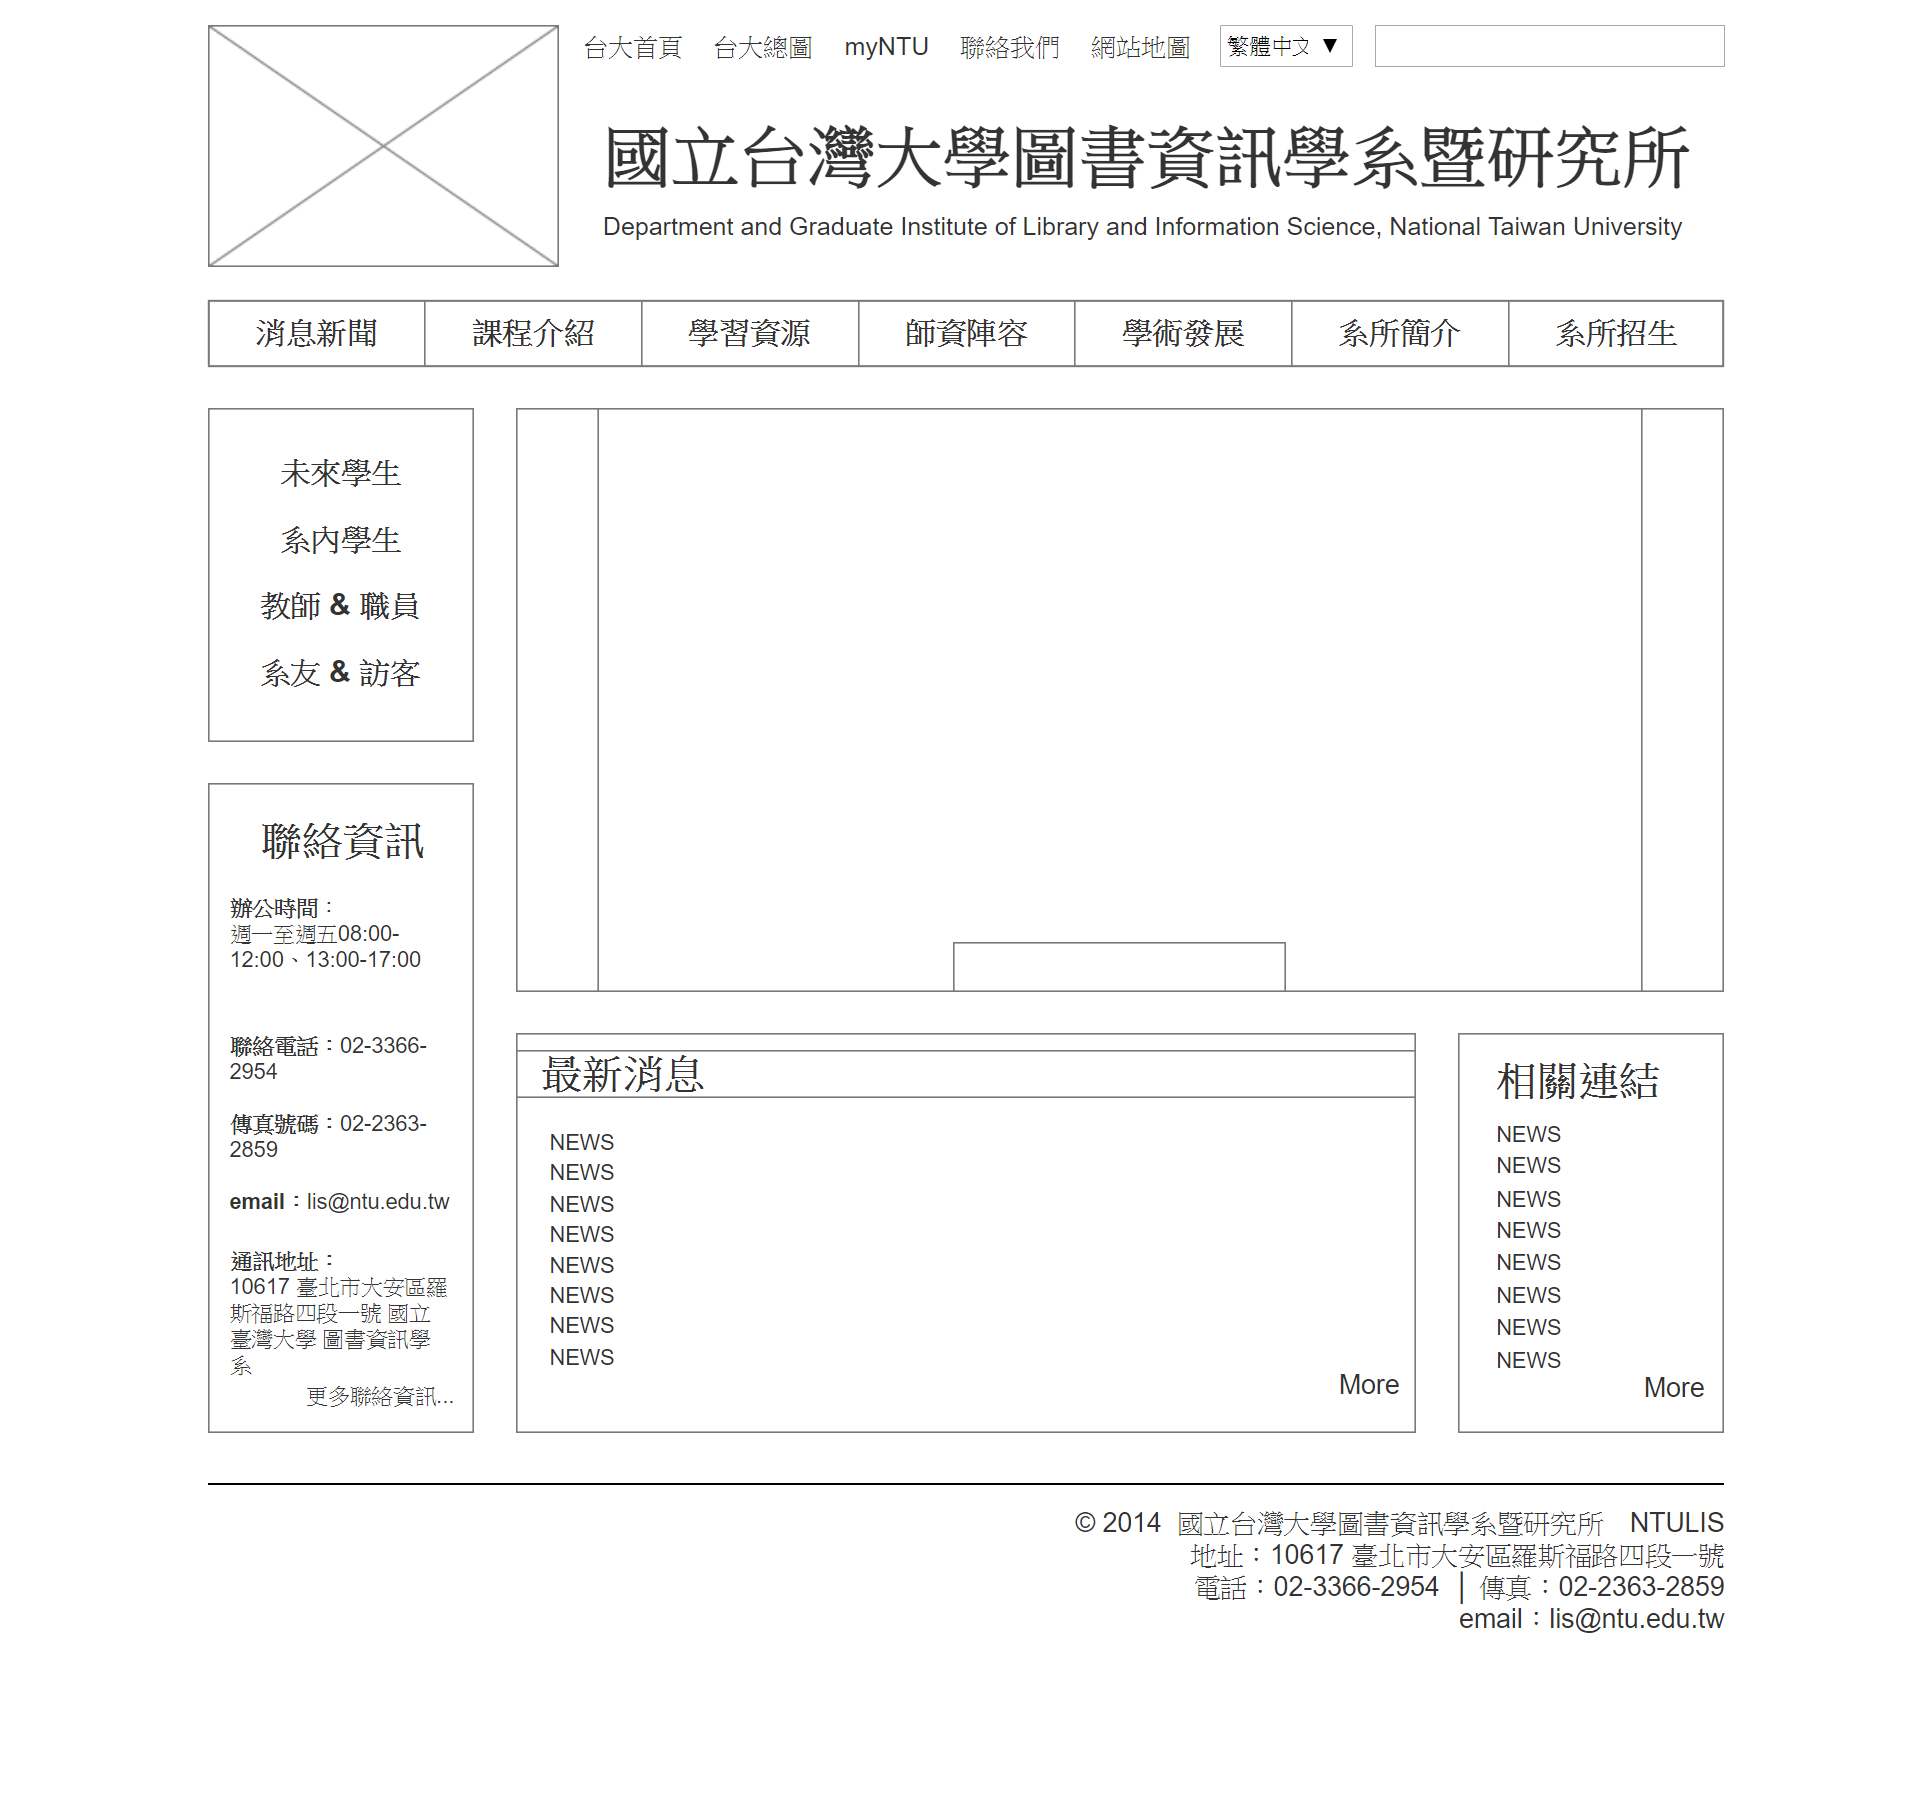 台大首頁 台大總圖 myNTU 聯絡我們 網站地圖 繁體中文 ▼
國立台灣大學圖書資訊學系暨研究所
Department and Graduate Institute of Library and Information Science, National Taiwan University
消息新聞 課程介紹 學習資源 師資陣容 學術發展 系所簡介 系所招生
未來學生
系內學生
教師 & 職員
系友 & 訪客
聯絡資訊
辦公時間：
週一至週五08:00-
12:00、13:00-17:00
聯絡電話：02-3366-
2954
傳真號碼：02-2363-
2859
email：lis@ntu.edu.tw
通訊地址：
10617 臺北市大安區羅
斯福路四段一號 國立
臺灣大學 圖書資訊學
系
更多聯絡資訊...
最新消息
NEWS
NEWS
NEWS
NEWS
NEWS
NEWS
NEWS
NEWS
More
相關連結
NEWS
NEWS
NEWS
NEWS
NEWS
NEWS
NEWS
NEWS
More
© 2014 國立台灣大學圖書資訊學系暨研究所 NTULIS
地址：10617 臺北市大安區羅斯福路四段一號
電話：02-3366-2954 │ 傳真：02-2363-2859
email：lis@ntu.edu.tw